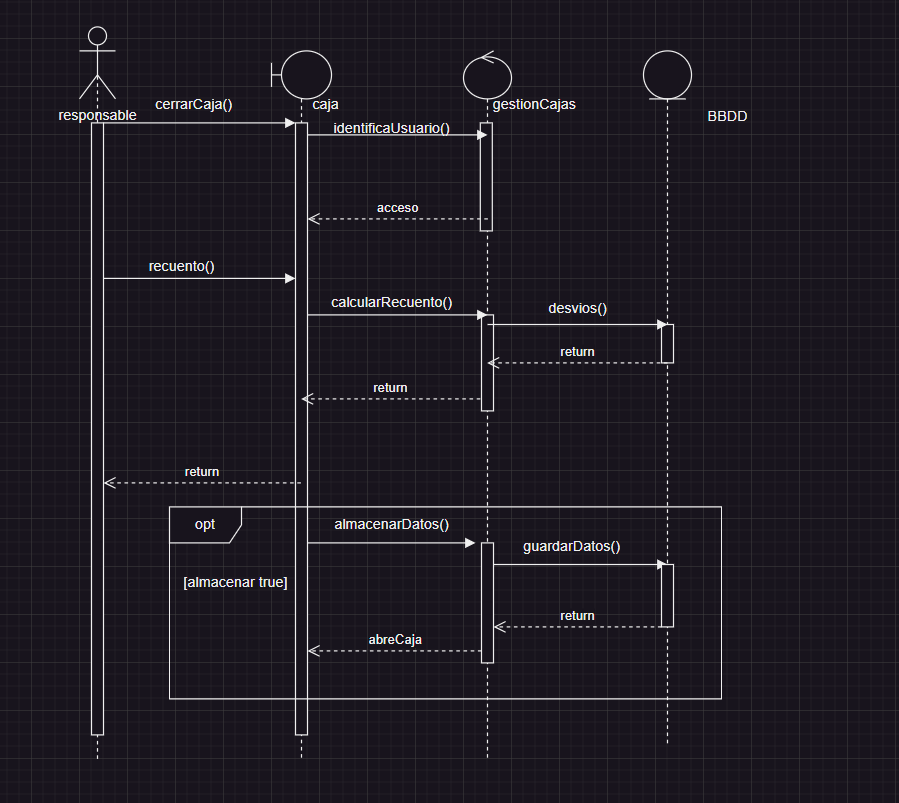 cerrarCaja()
caja
gestionCajas
responsable
BBDD
identificaUsuario()
acceso
recuento()
calcularRecuento()
desvios()
return
return
return
opt
almacenarDatos()
guardarDatos()
[almacenar true]
return
abreCaja